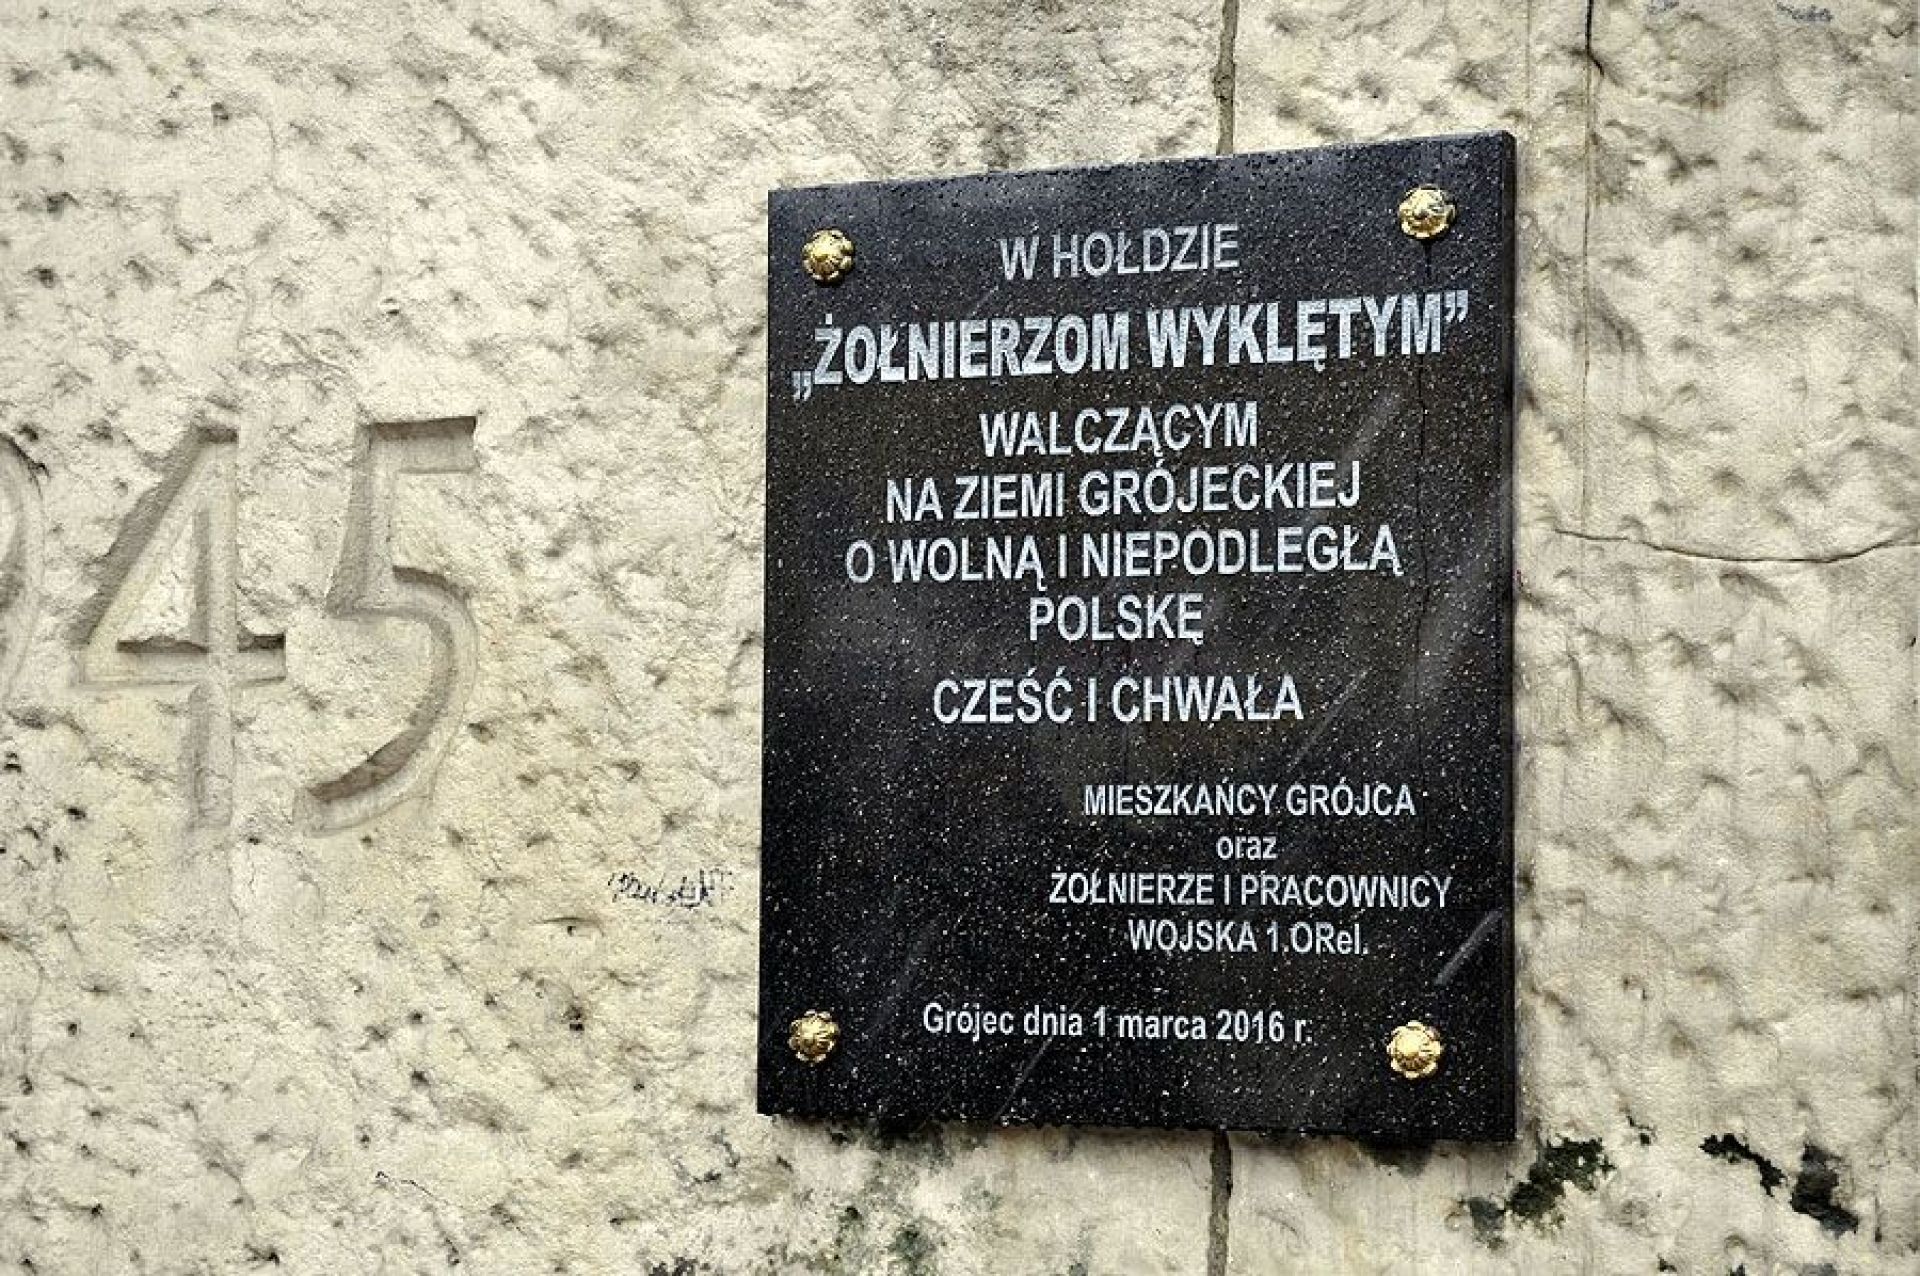 945
W HOŁDZIE
„ŻOŁNIERZOM WYKLĘTYM”
WALCZĄCYM
NA ZIEMI GRÓJECKIEJ
O WOLNĄ I NIEPODLEGŁĄ
POLSKĘ
CZEŚĆ I CHWAŁA
MIESZKAŃCY GRÓJCA
oraz
ŻOŁNIERZE I PRACOWNICY
WOJSKA 1.ORel.
Grójec dnia 1 marca 2016 r.